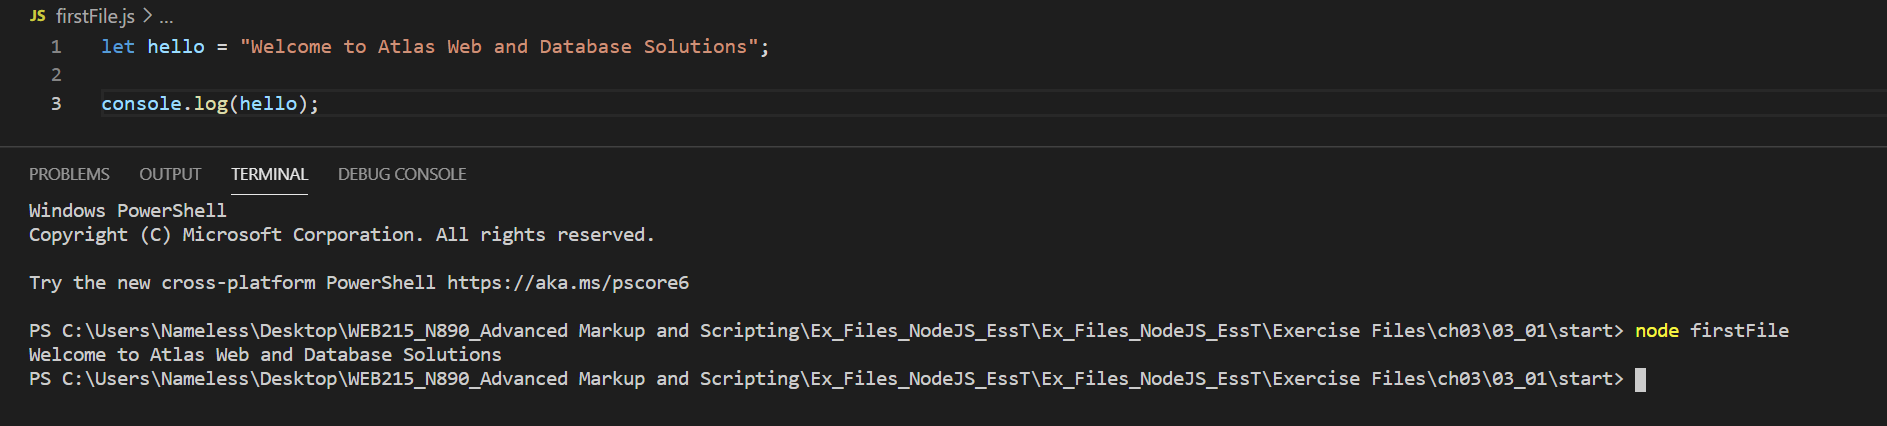 JS firstFile.js > ...
1 let hello = "Welcome to Atlas Web and Database Solutions";
2
3 console.log(hello);
PROBLEMS OUTPUT TERMINAL DEBUG CONSOLE
Windows PowerShell
Copyright (C) Microsoft Corporation. All rights reserved.
Try the new cross-platform PowerShell https://aka.ms/pscore6
PS C:\Users\Nameless\Desktop\WEB215_N890_Advanced Markup and Scripting\Ex_Files_NodeJS_EssT\Ex_Files_NodeJS_EssT\Exercise Files\ch03\03_01\start> node firstFile
Welcome to Atlas Web and Database Solutions
PS C:\Users\Nameless\Desktop\WEB215_N890_Advanced Markup and Scripting\Ex_Files_NodeJS_EssT\Ex_Files_NodeJS_EssT\Exercise Files\ch03\03_01\start>